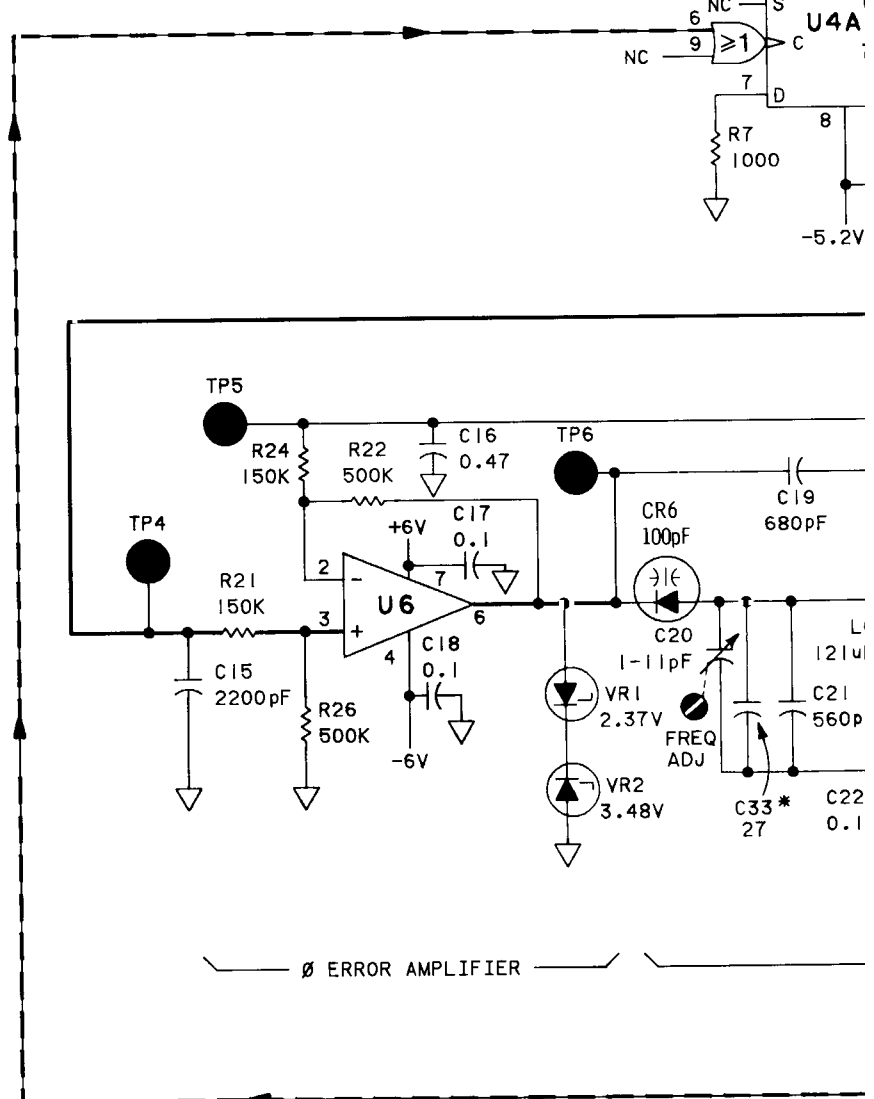 NC
S
6
U4A
9
≥1
C
NC
7
D
8
R7
1000
-5.2V
TP5
C16
0.47
TP6
R24
150K
R22
500K
C19
680pF
CR6
100pF
TP4
+6V
C17
0.1
2
-
7
R21
150K
U6
6
3
+
4
C18
0.1
C20
1-11pF
121u
C15
2200pF
VR1
2.37V
C21
560p
R26
500K
FREQ
ADJ
-6V
VR2
3.48V
C33*
27
C22
0.1
Ø ERROR AMPLIFIER